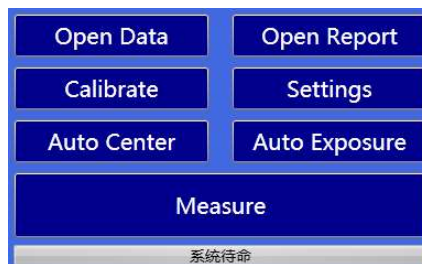 Open Data Open Report
Calibrate Settings
Auto Center Auto Exposure
Measure
系统待命